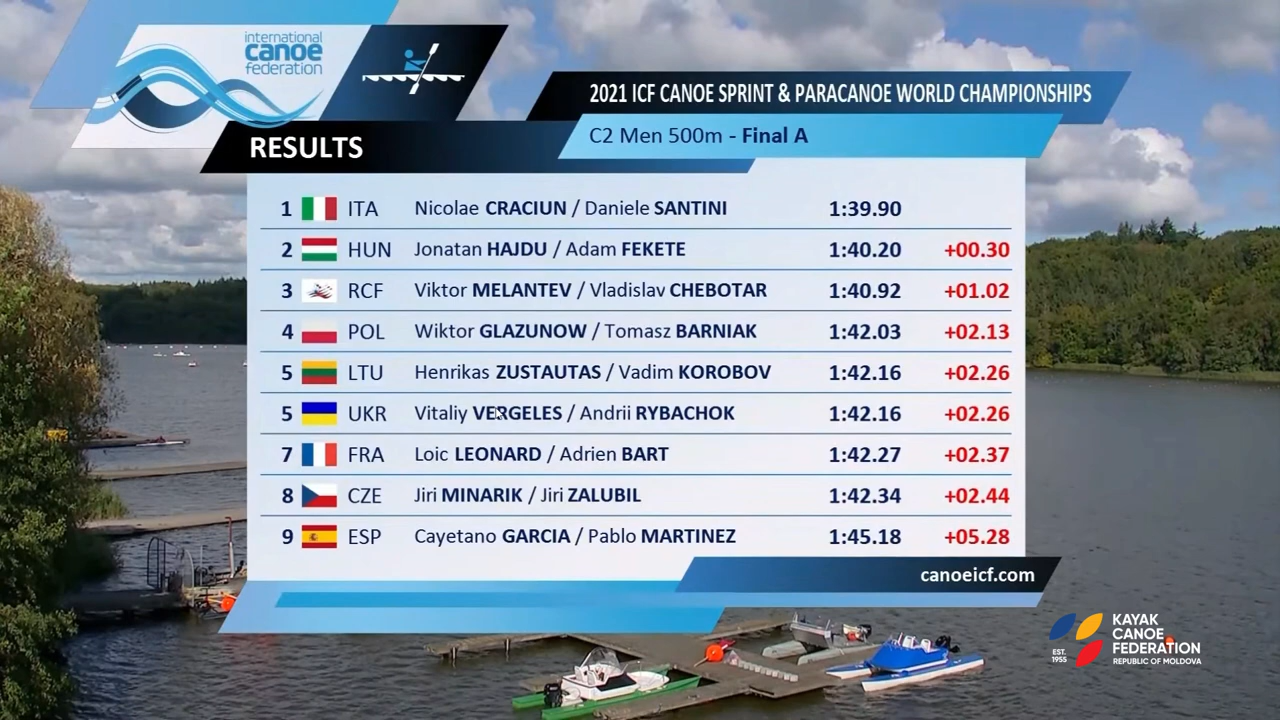 international
canoe
federation
2021 ICF CANOE SPRINT & PARACANOE WORLD CHAMPIONSHIPS
C2 Men 500m - Final A
RESULTS
1 ITA Nicolae CRACIUN / Daniele SANTINI 1:39.90
2 HUN Jonatan HAJDU / Adam FEKETE 1:40.20 +00.30
3 RCF Viktor MELANTEV / Vladislav CHEBOTAR 1:40.92 +01.02
4 POL Wiktor GLAZUNOW / Tomasz BARNIAK 1:42.03 +02.13
5 LTU Henrikas ZUSTAUTAS / Vadim KOROBOV 1:42.16 +02.26
5 UKR Vitaliy VERGELES / Andrii RYBACHOK 1:42.16 +02.26
7 FRA Loic LEONARD / Adrien BART 1:42.27 +02.37
8 CZE Jiri MINARIK / Jiri ZALUBIL 1:42.34 +02.44
9 ESP Cayetano GARCIA / Pablo MARTINEZ 1:45.18 +05.28
canoeicf.com
KAYAK
CANOE
FEDERATION
REPUBLIC OF MOLDOVA
EST.
1955